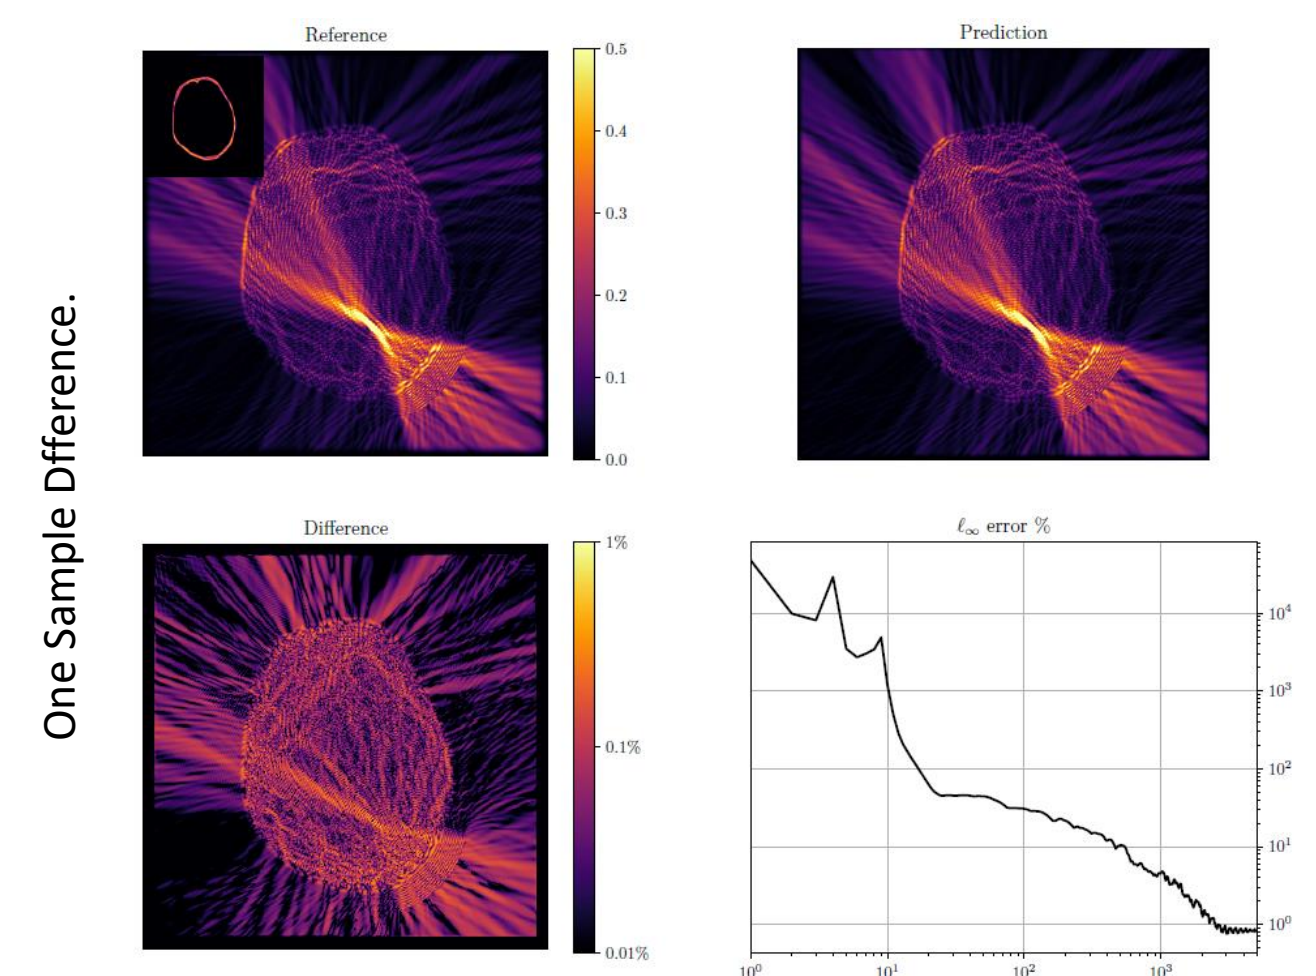 One Sample Dfference.
Reference
0.5
0.4
0.3
0.2
0.1
0.0
Prediction
Difference
1%
0.1%
0.01%
ℓ∞ error %
10⁴
10³
10²
10¹
10⁰
10⁰ 10¹ 10² 10³